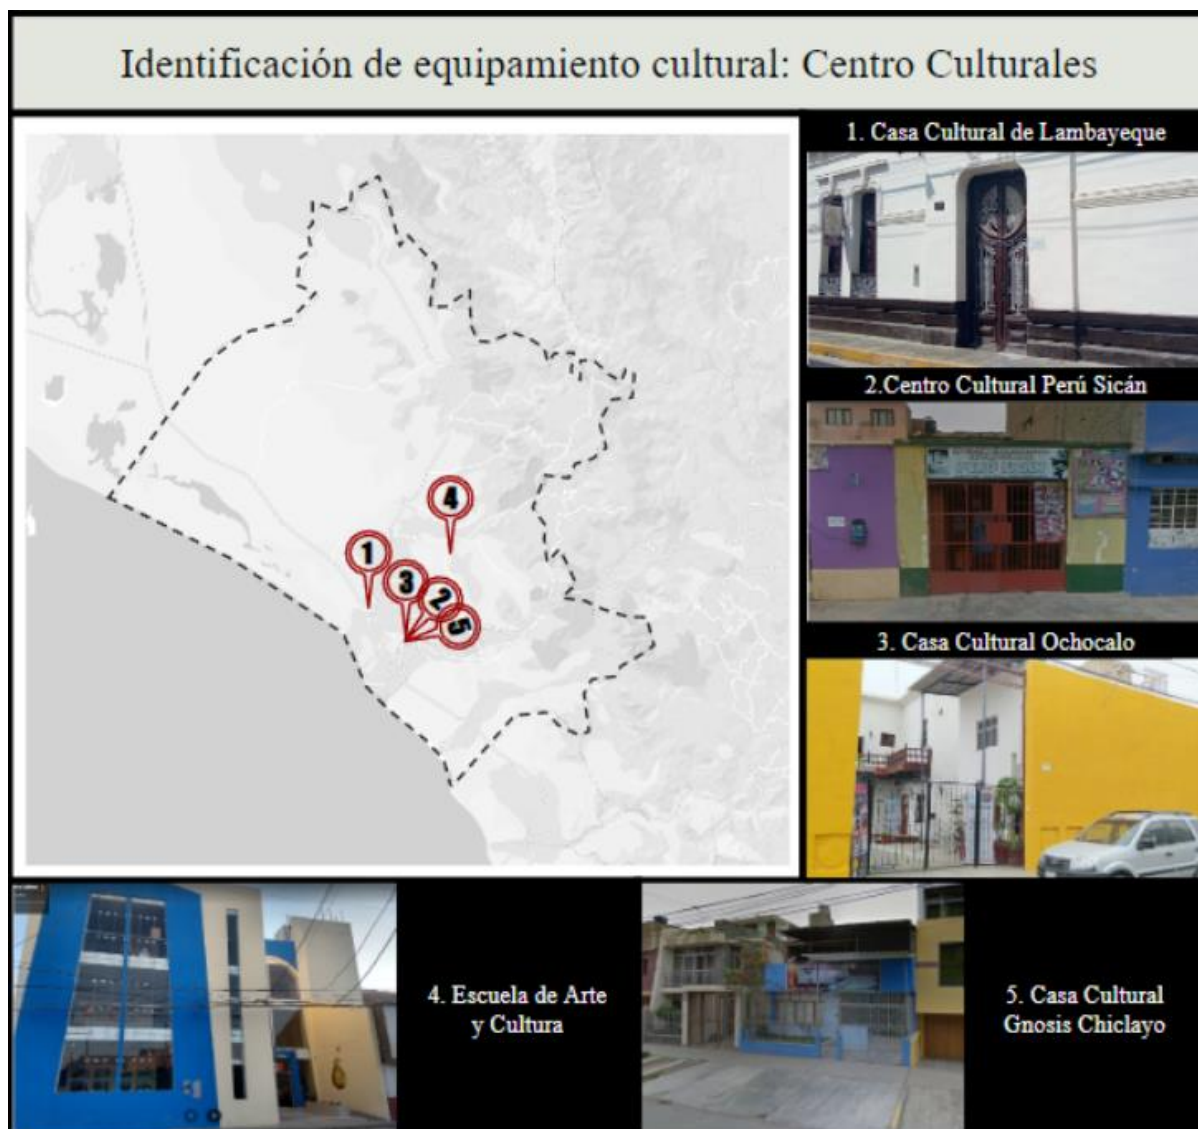 Identificación de equipamiento cultural: Centro Culturales
1. Casa Cultural de Lambayeque
2.Centro Cultural Perú Sicán
3. Casa Cultural Ochocalo
1
4
3
2
5
4. Escuela de Arte
y Cultura
5. Casa Cultural
Gnosis Chiclayo